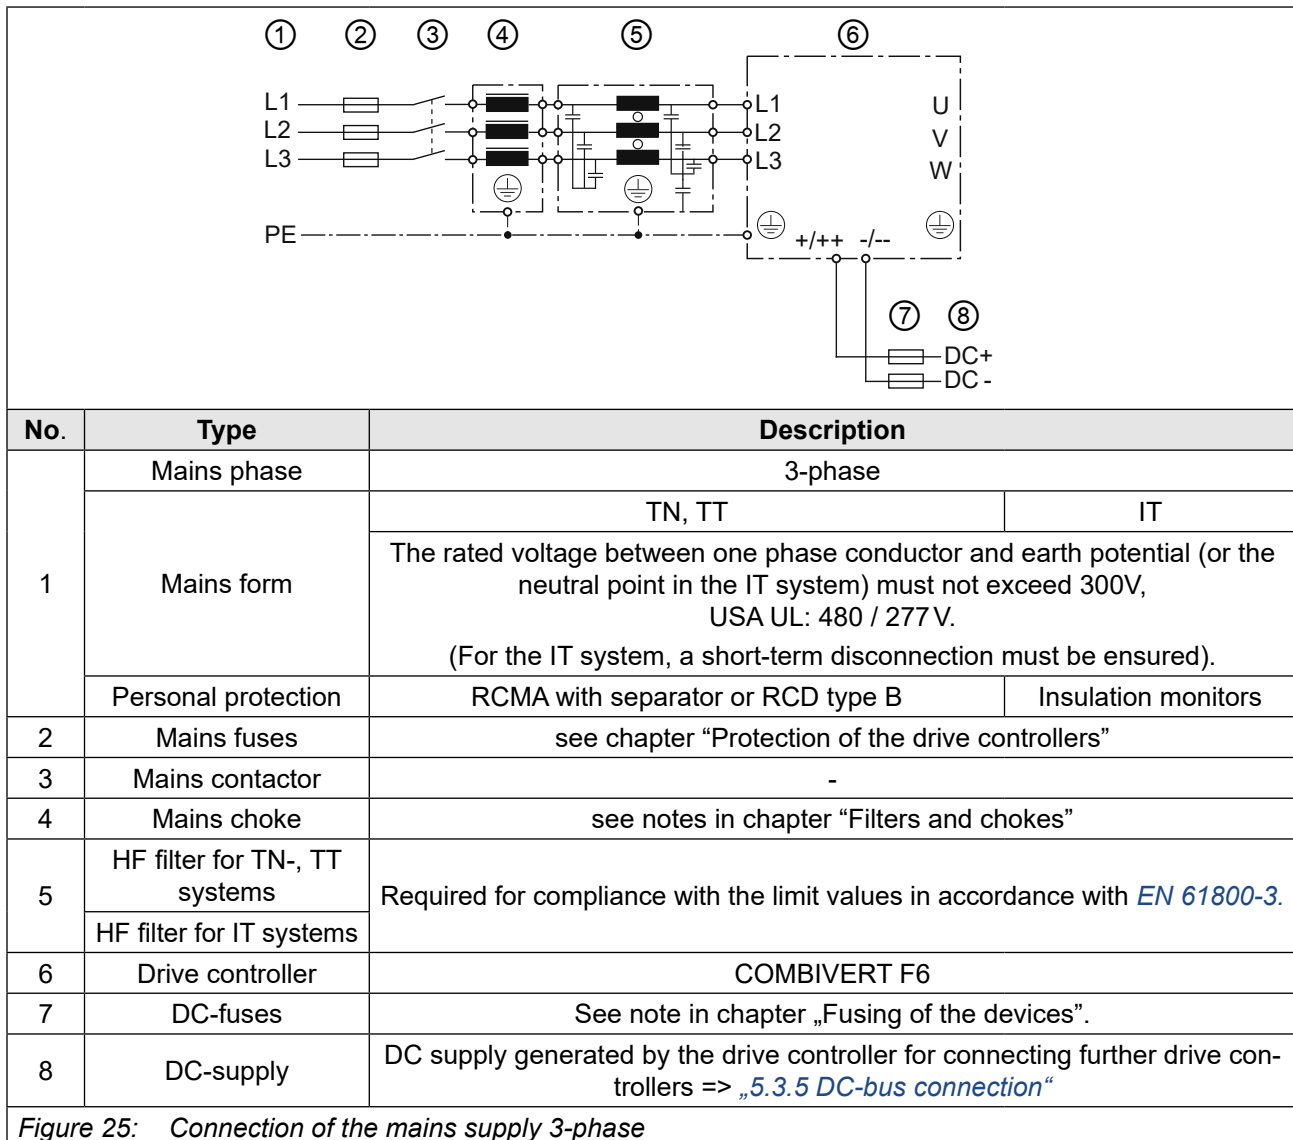 ① ② ③ ④ ⑤ ⑥
L1 L1 U
L2 L2 V
L3 L3 W
PE +/++ -/--
⑦ ⑧
DC+
DC -
No. Type Description
1 Mains phase 3-phase
Mains form TN, TT IT
The rated voltage between one phase conductor and earth potential (or the
neutral point in the IT system) must not exceed 300V,
USA UL: 480 / 277 V.
(For the IT system, a short-term disconnection must be ensured).
Personal protection RCMA with separator or RCD type B Insulation monitors
2 Mains fuses see chapter “Protection of the drive controllers”
3 Mains contactor -
4 Mains choke see notes in chapter “Filters and chokes”
5 HF filter for TN-, TT
systems
Required for compliance with the limit values in accordance with EN 61800-3.
HF filter for IT systems
6 Drive controller COMBIVERT F6
7 DC-fuses See note in chapter „Fusing of the devices”.
8 DC-supply DC supply generated by the drive controller for connecting further drive con-
trollers => „5.3.5 DC-bus connection“
Figure 25: Connection of the mains supply 3-phase